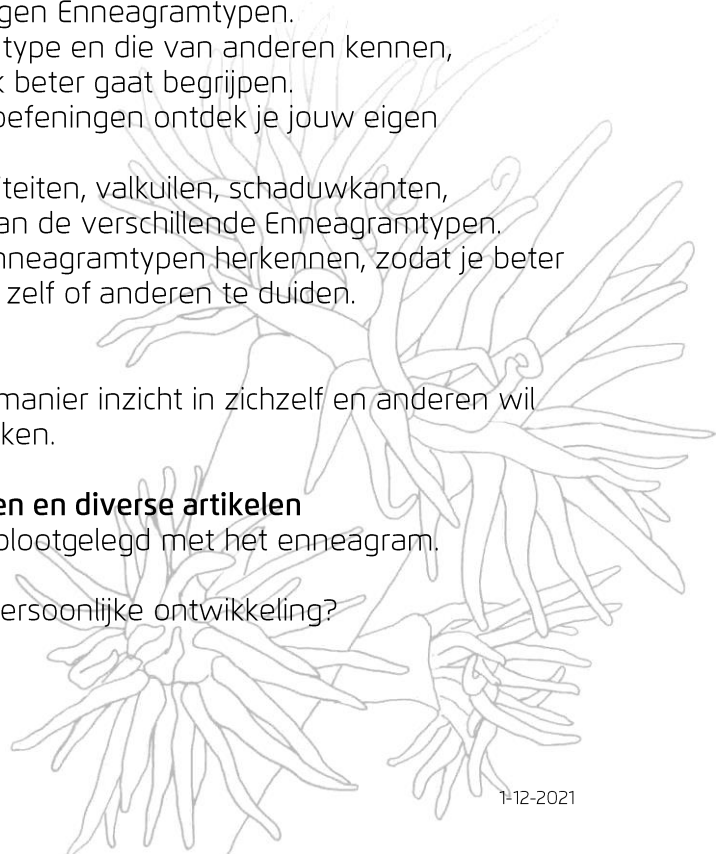 gen Enneagramtypen.
type en die van anderen kennen,
k beter gaat begrijpen.
oefeningen ontdek je jouw eigen
iteiten, valkuilen, schaduwkanten,
an de verschillende Enneagramtypen.
nneagramtypen herkennen, zodat je beter
zelf of anderen te duiden.
manier inzicht in zichzelf en anderen wil
ken.
en en diverse artikelen
blootgelegd met het enneagram.
ersoonlijke ontwikkeling?
1-12-2021